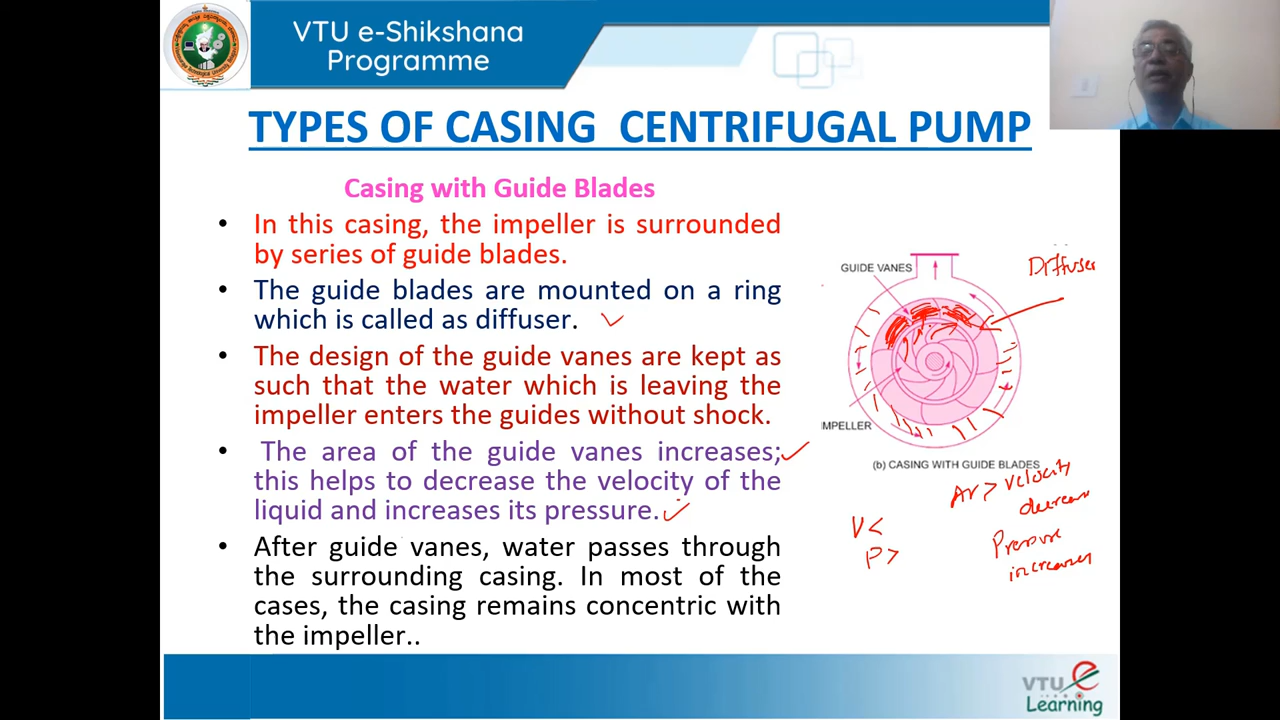 VTU e-Shikshana
Programme
TYPES OF CASING CENTRIFUGAL PUMP
Casing with Guide Blades
• In this casing, the impeller is surrounded
by series of guide blades.
• The guide blades are mounted on a ring
which is called as diffuser.
• The design of the guide vanes are kept as
such that the water which is leaving the
impeller enters the guides without shock.
• The area of the guide vanes increases;
this helps to decrease the velocity of the
liquid and increases its pressure.
• After guide vanes, water passes through
the surrounding casing. In most of the
cases, the casing remains concentric with
the impeller..
GUIDE VANES
Diffuser
IMPELLER
(b) CASING WITH GUIDE BLADES
Ar > velocity
decrease
V <
P >
Pressure
increases
VTU e
Learning